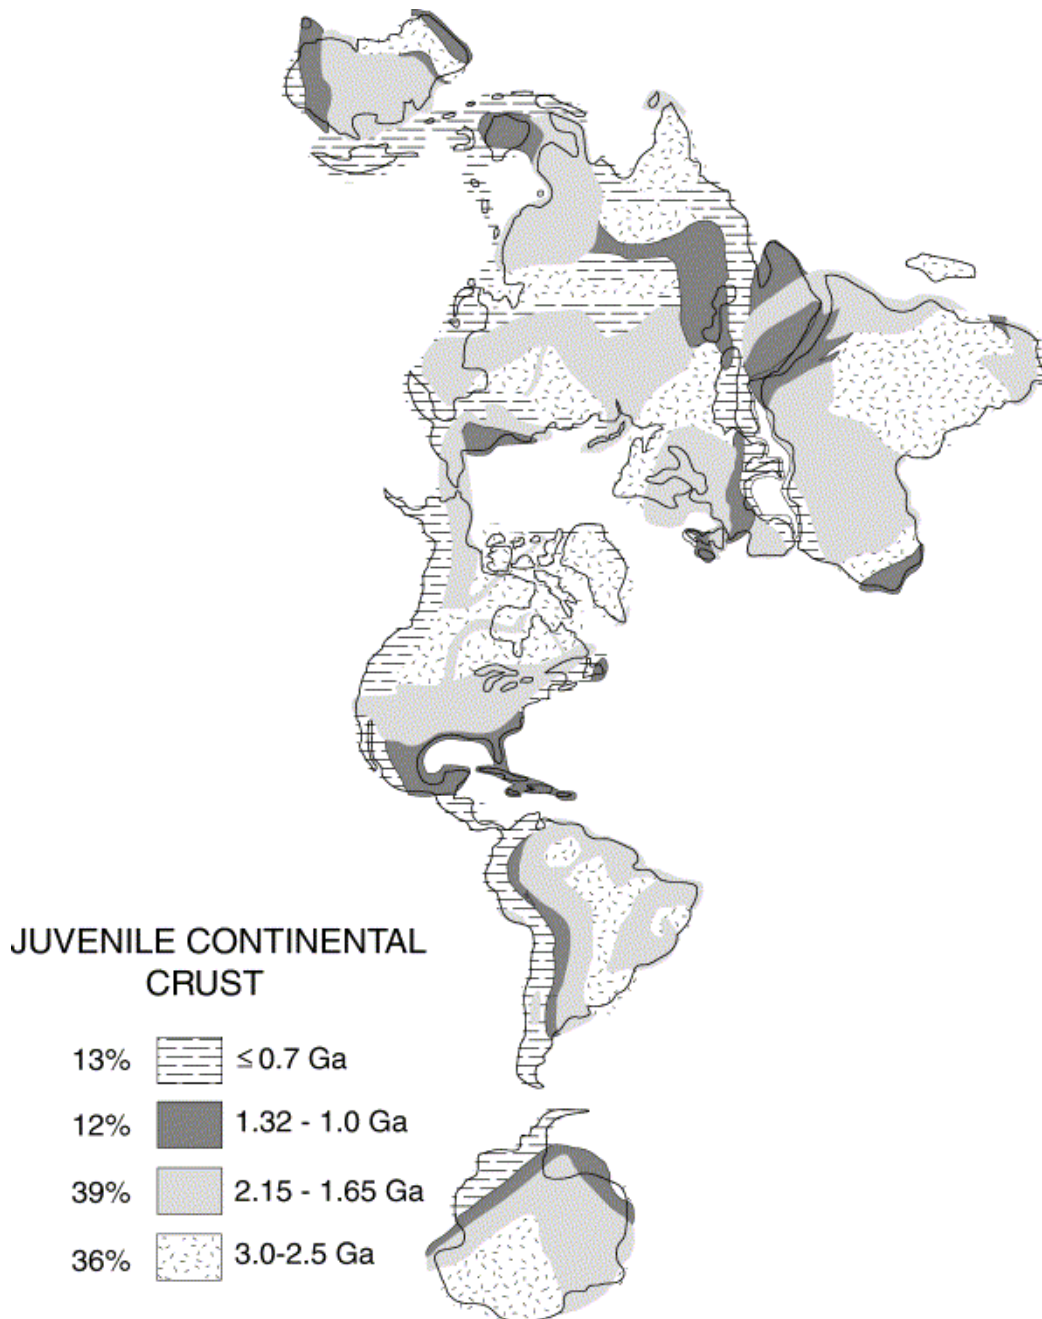 JUVENILE CONTINENTAL
CRUST
13% ≤ 0.7 Ga
12% 1.32 - 1.0 Ga
39% 2.15 - 1.65 Ga
36% 3.0-2.5 Ga